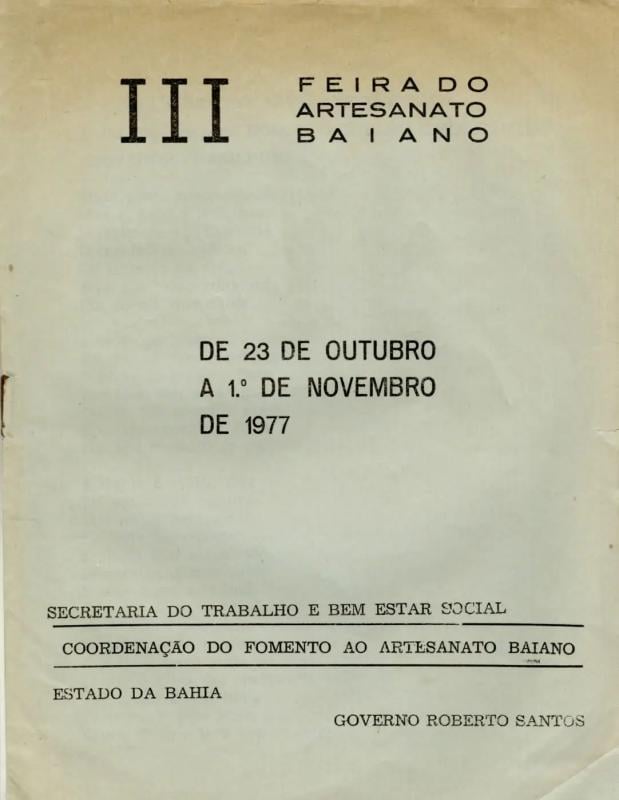 III
FEIRA DO
ARTESANATO
BAIANO
DE 23 DE OUTUBRO
A 1.º DE NOVEMBRO
DE 1977
SECRETARIA DO TRABALHO E BEM ESTAR SOCIAL
COORDENAÇÃO DO FOMENTO AO ARTESANATO BAIANO
ESTADO DA BAHIA
GOVERNO ROBERTO SANTOS